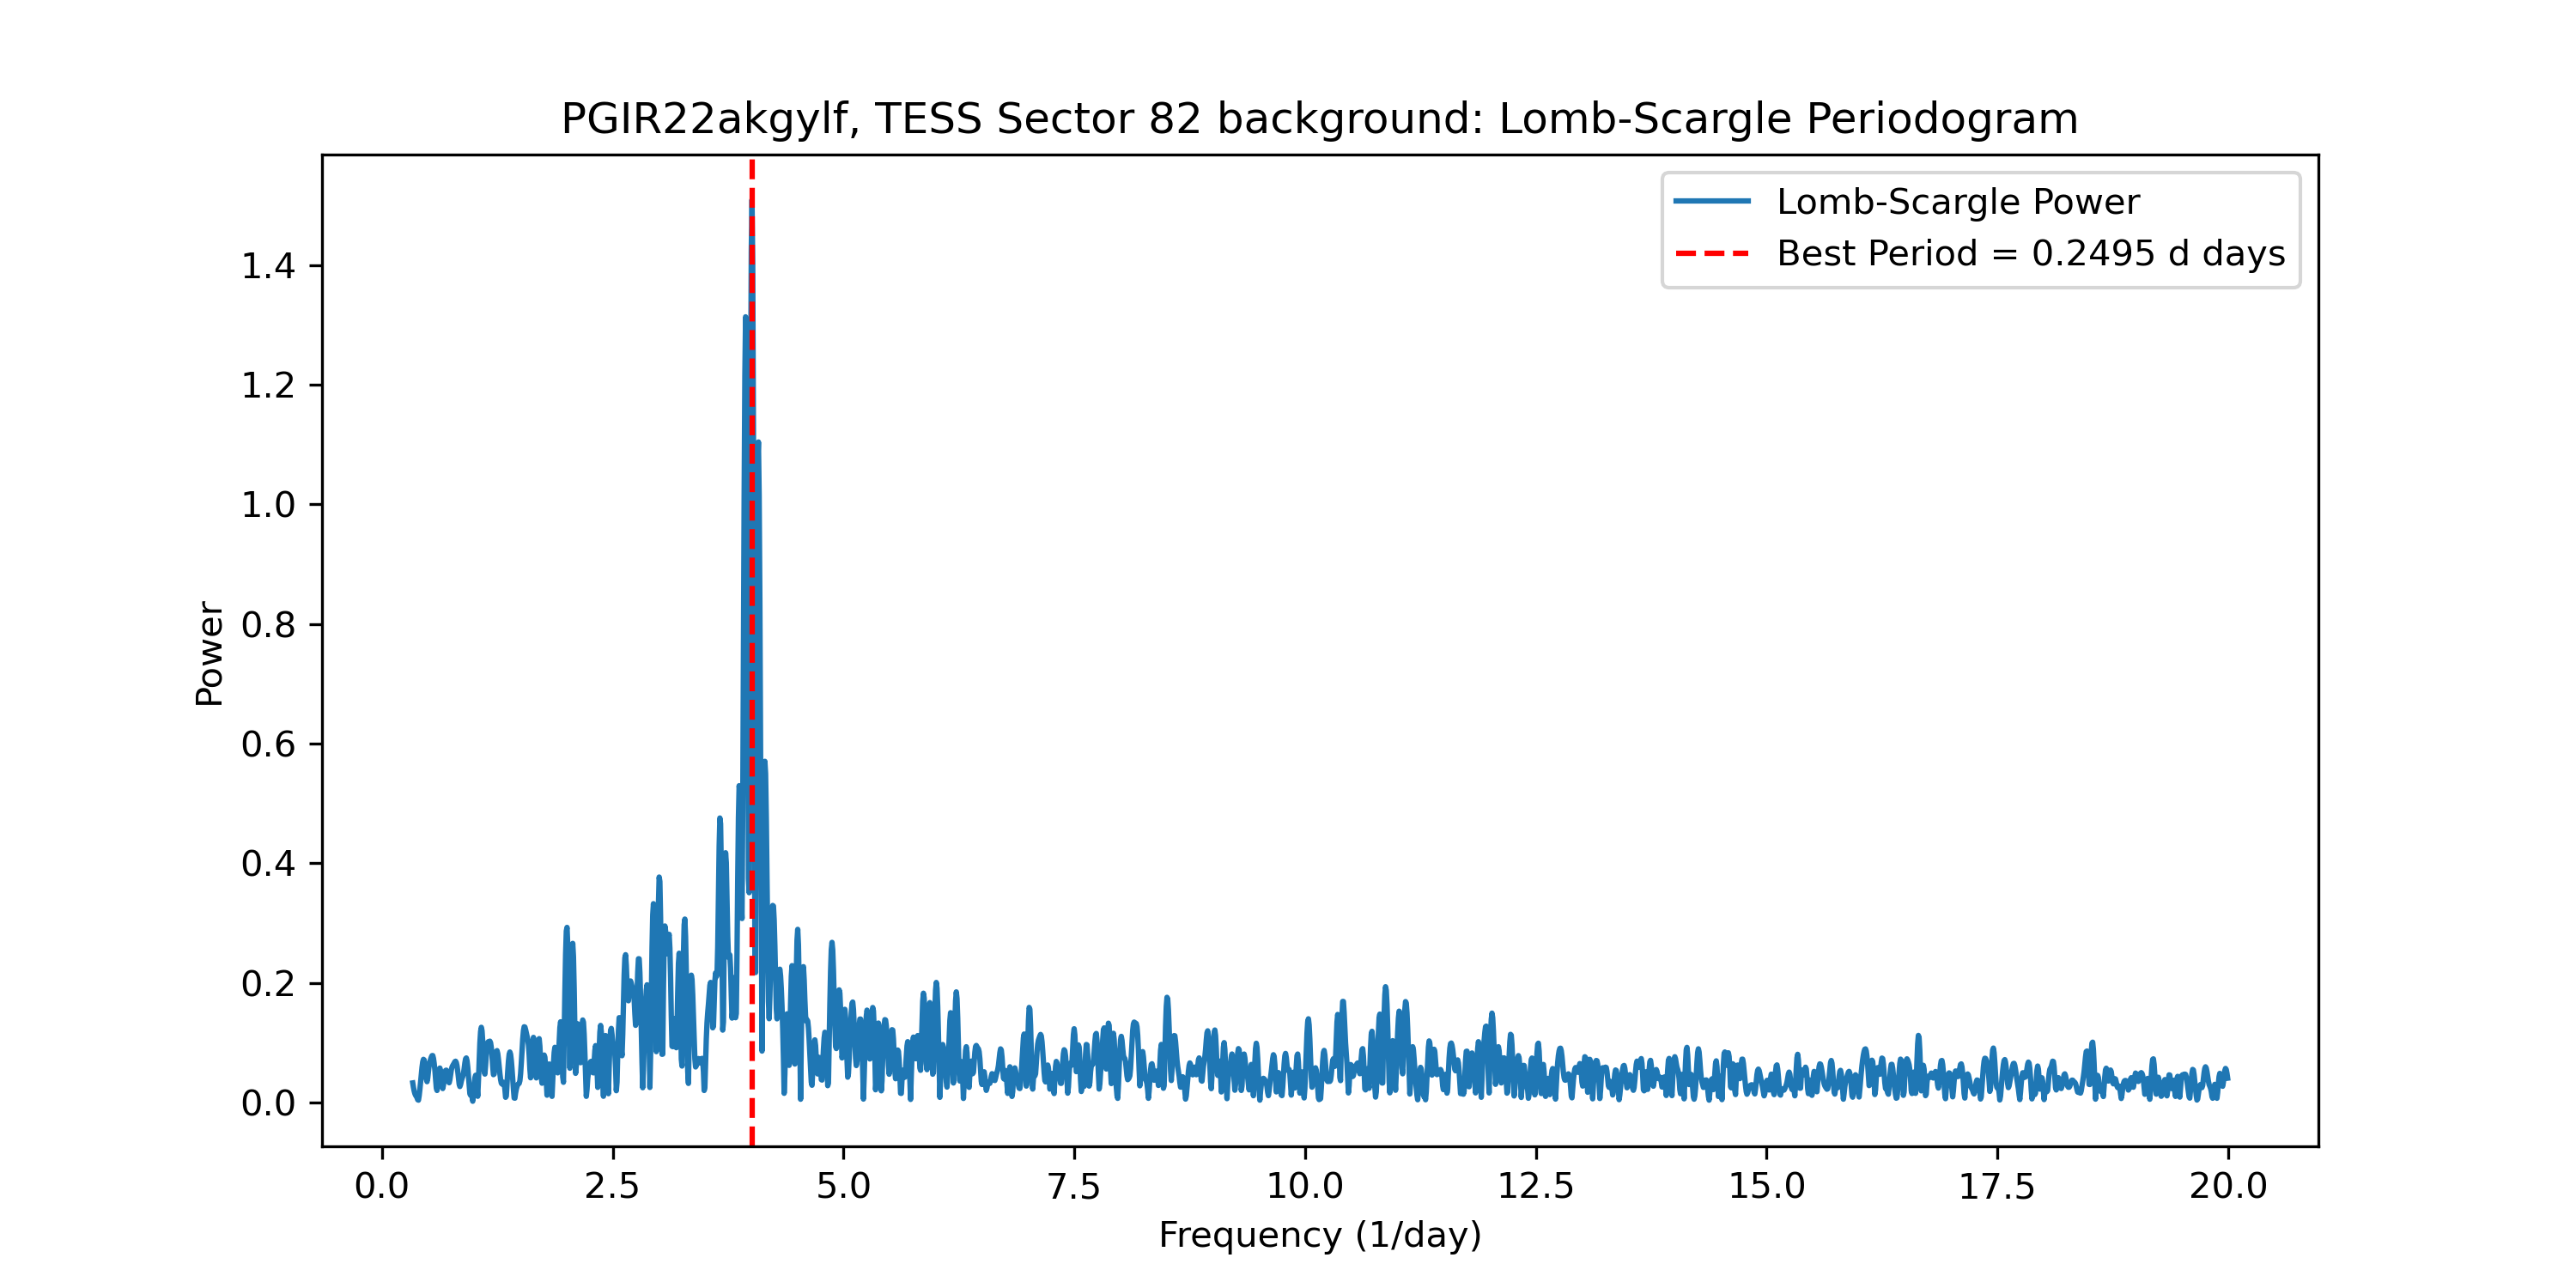 PGIR22akgylf, TESS Sector 82 background: Lomb-Scargle Periodogram
Lomb-Scargle Power
Best Period = 0.2495 d days
1.4
1.2
1.0
0.8
0.6
0.4
0.2
0.0
Power
0.0 2.5 5.0 7.5 10.0 12.5 15.0 17.5 20.0
Frequency (1/day)